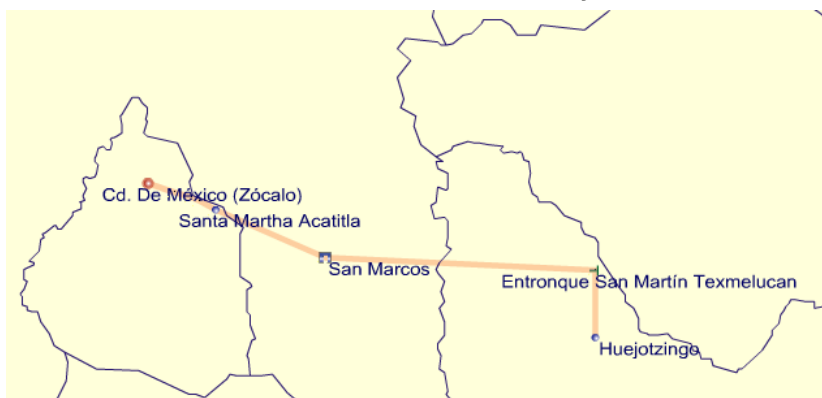 Cd. De México (Zócalo)
Santa Martha Acatitla
San Marcos
Entronque San Martín Texmelucan
Huejotzingo